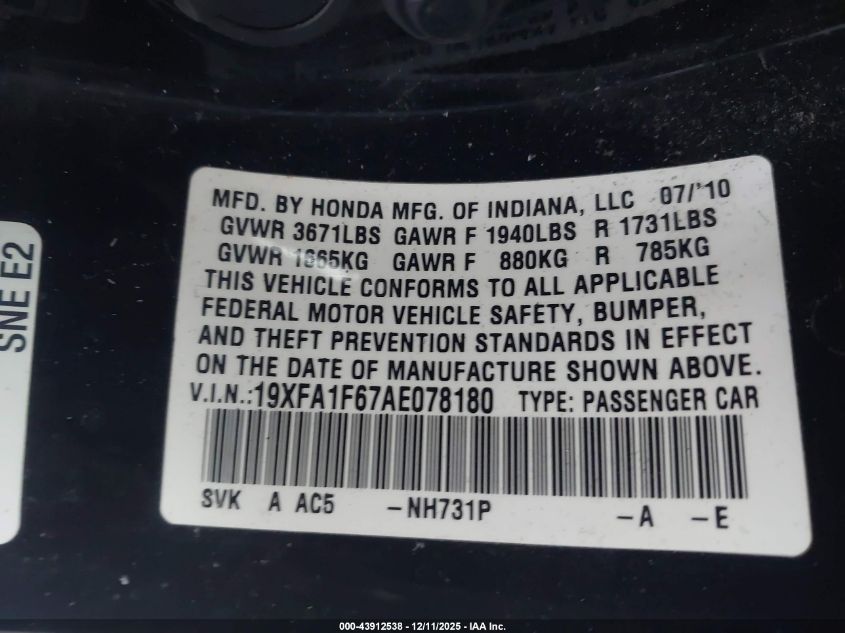 MFD. BY HONDA MFG. OF INDIANA, LLC 07/'10
GVWR 3671LBS GAWR F 1940LBS R 1731LBS
GVWR 1665KG GAWR F 880KG R 785KG
THIS VEHICLE CONFORMS TO ALL APPLICABLE
FEDERAL MOTOR VEHICLE SAFETY, BUMPER,
AND THEFT PREVENTION STANDARDS IN EFFECT
ON THE DATE OF MANUFACTURE SHOWN ABOVE.
V.I.N.:19XFA1F67AE078180 TYPE: PASSENGER CAR
SVK A AC5 -NH731P -A -E
SNE E2
000-43912538 - 12/11/2025 - IAA Inc.